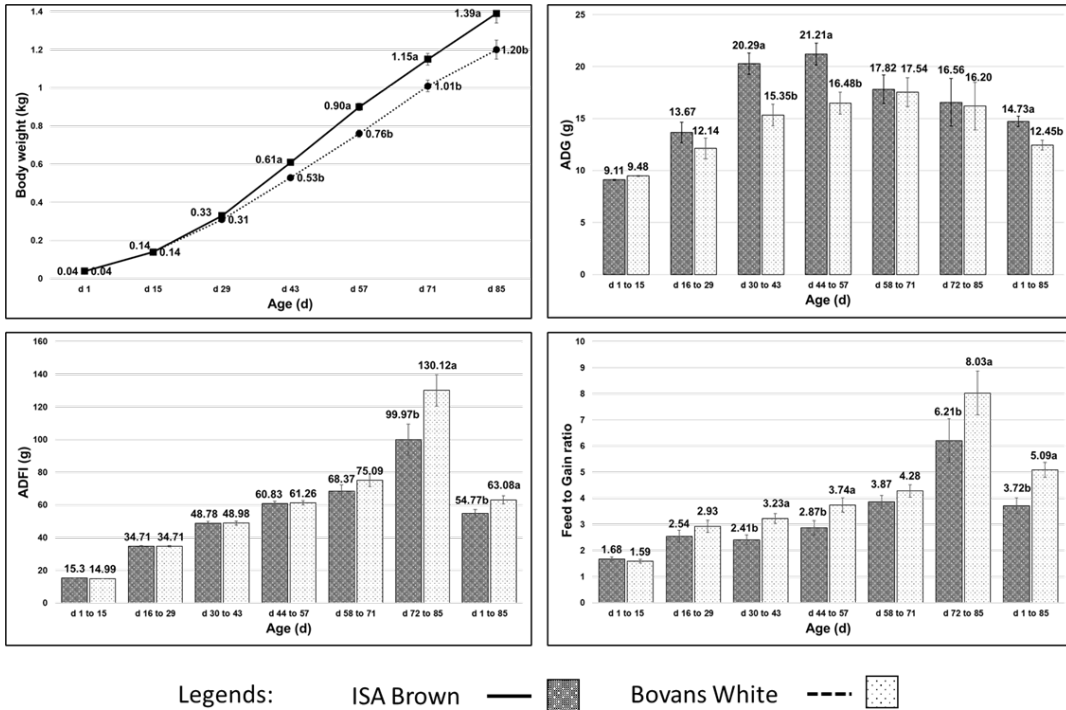 Body weight (kg)
1.4
1.2
1
0.8
0.6
0.4
0.2
0
1.39a
1.15a
1.20b
0.90a
1.01b
0.76b
0.61a
0.53b
0.33
0.31
0.14
0.14
0.04 0.04
d 1 d 15 d 29 d 43 d 57 d 71 d 85
Age (d)
ADG (g)
25
20
15
10
5
0
9.11 9.48
13.67 12.14
20.29a 15.35b
21.21a 16.48b
17.82 17.54
16.56 16.20
14.73a 12.45b
d 1 to 15 d 16 to 29 d 30 to 43 d 44 to 57 d 58 to 71 d 72 to 85 d 1 to 85
Age (d)
ADFI (g)
160
140
120
100
80
60
40
20
0
15.3 14.99
34.71 34.71
48.78 48.98
60.83 61.26
68.37 75.09
99.97b 130.12a
54.77b 63.08a
d 1 to 15 d 16 to 29 d 30 to 43 d 44 to 57 d 58 to 71 d 72 to 85 d 1 to 85
Age (d)
Feed to Gain ratio
10
9
8
7
6
5
4
3
2
1
0
1.68 1.59
2.54 2.93
2.41b 3.23a
2.87b 3.74a
3.87 4.28
6.21b 8.03a
3.72b 5.09a
d 1 to 15 d 16 to 29 d 30 to 43 d 44 to 57 d 58 to 71 d 72 to 85 d 1 to 85
Age (d)
Legends: ISA Brown Bovans White